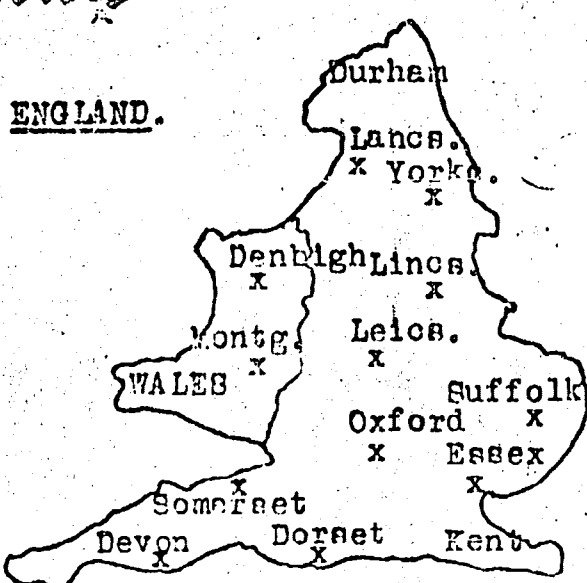 Durham
ENGLAND.
Lancs.
x Yorks.
x
Denbigh Lincs.
x x
Montg. Leics.
x x
WALES
Suffolk
Oxford x
x Essex
x
x
Somerset
Devon Dorset Kent
x x